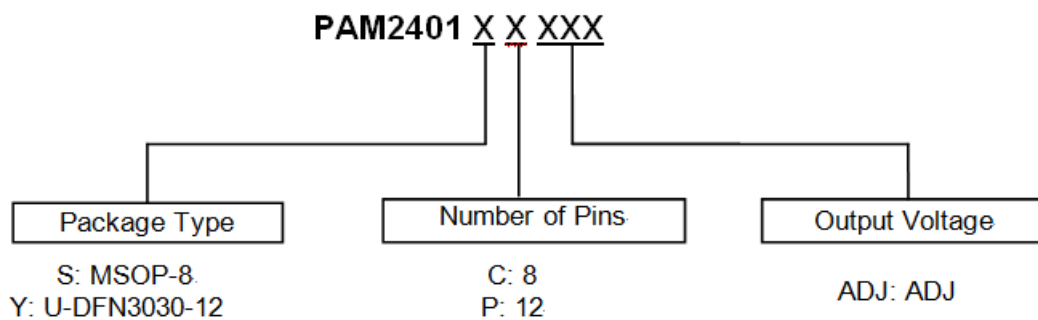 PAM2401 X X XXX
Package Type
S: MSOP-8
Y: U-DFN3030-12
Number of Pins
C: 8
P: 12
Output Voltage
ADJ: ADJ